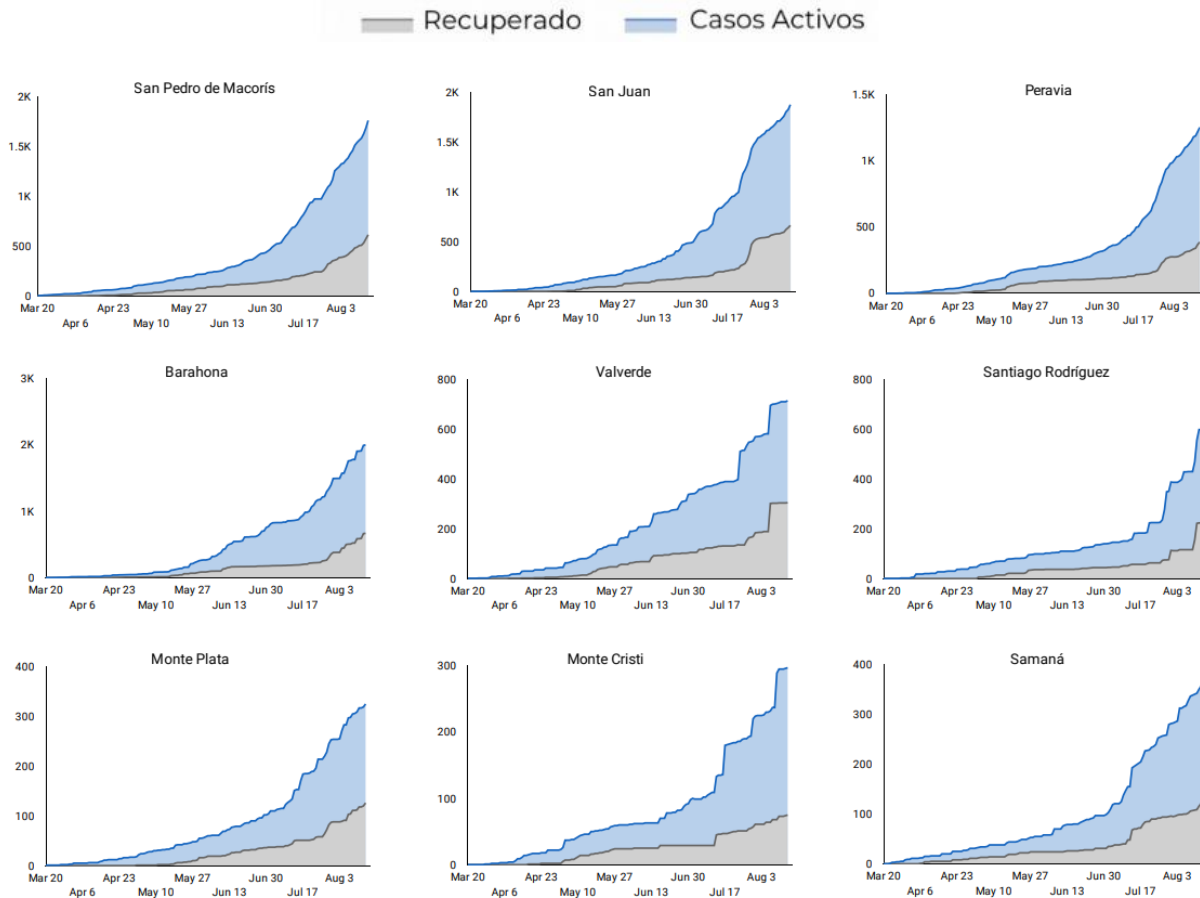 Recuperado Casos Activos
San Pedro de Macorís
2K
1.5K
1K
500
0
Mar 20 Apr 23 May 27 Jun 30 Aug 3
Apr 6 May 10 Jun 13 Jul 17
San Juan
2K
1.5K
1K
500
0
Mar 20 Apr 23 May 27 Jun 30 Aug 3
Apr 6 May 10 Jun 13 Jul 17
Peravia
1.5K
1K
500
0
Mar 20 Apr 23 May 27 Jun 30 Aug 3
Apr 6 May 10 Jun 13 Jul 17
Barahona
3K
2K
1K
0
Mar 20 Apr 23 May 27 Jun 30 Aug 3
Apr 6 May 10 Jun 13 Jul 17
Valverde
800
600
400
200
0
Mar 20 Apr 23 May 27 Jun 30 Aug 3
Apr 6 May 10 Jun 13 Jul 17
Santiago Rodríguez
800
600
400
200
0
Mar 20 Apr 23 May 27 Jun 30 Aug 3
Apr 6 May 10 Jun 13 Jul 17
Monte Plata
400
300
200
100
0
Mar 20 Apr 23 May 27 Jun 30 Aug 3
Apr 6 May 10 Jun 13 Jul 17
Monte Cristi
300
200
100
0
Mar 20 Apr 23 May 27 Jun 30 Aug 3
Apr 6 May 10 Jun 13 Jul 17
Samaná
400
300
200
100
0
Mar 20 Apr 23 May 27 Jun 30 Aug 3
Apr 6 May 10 Jun 13 Jul 17